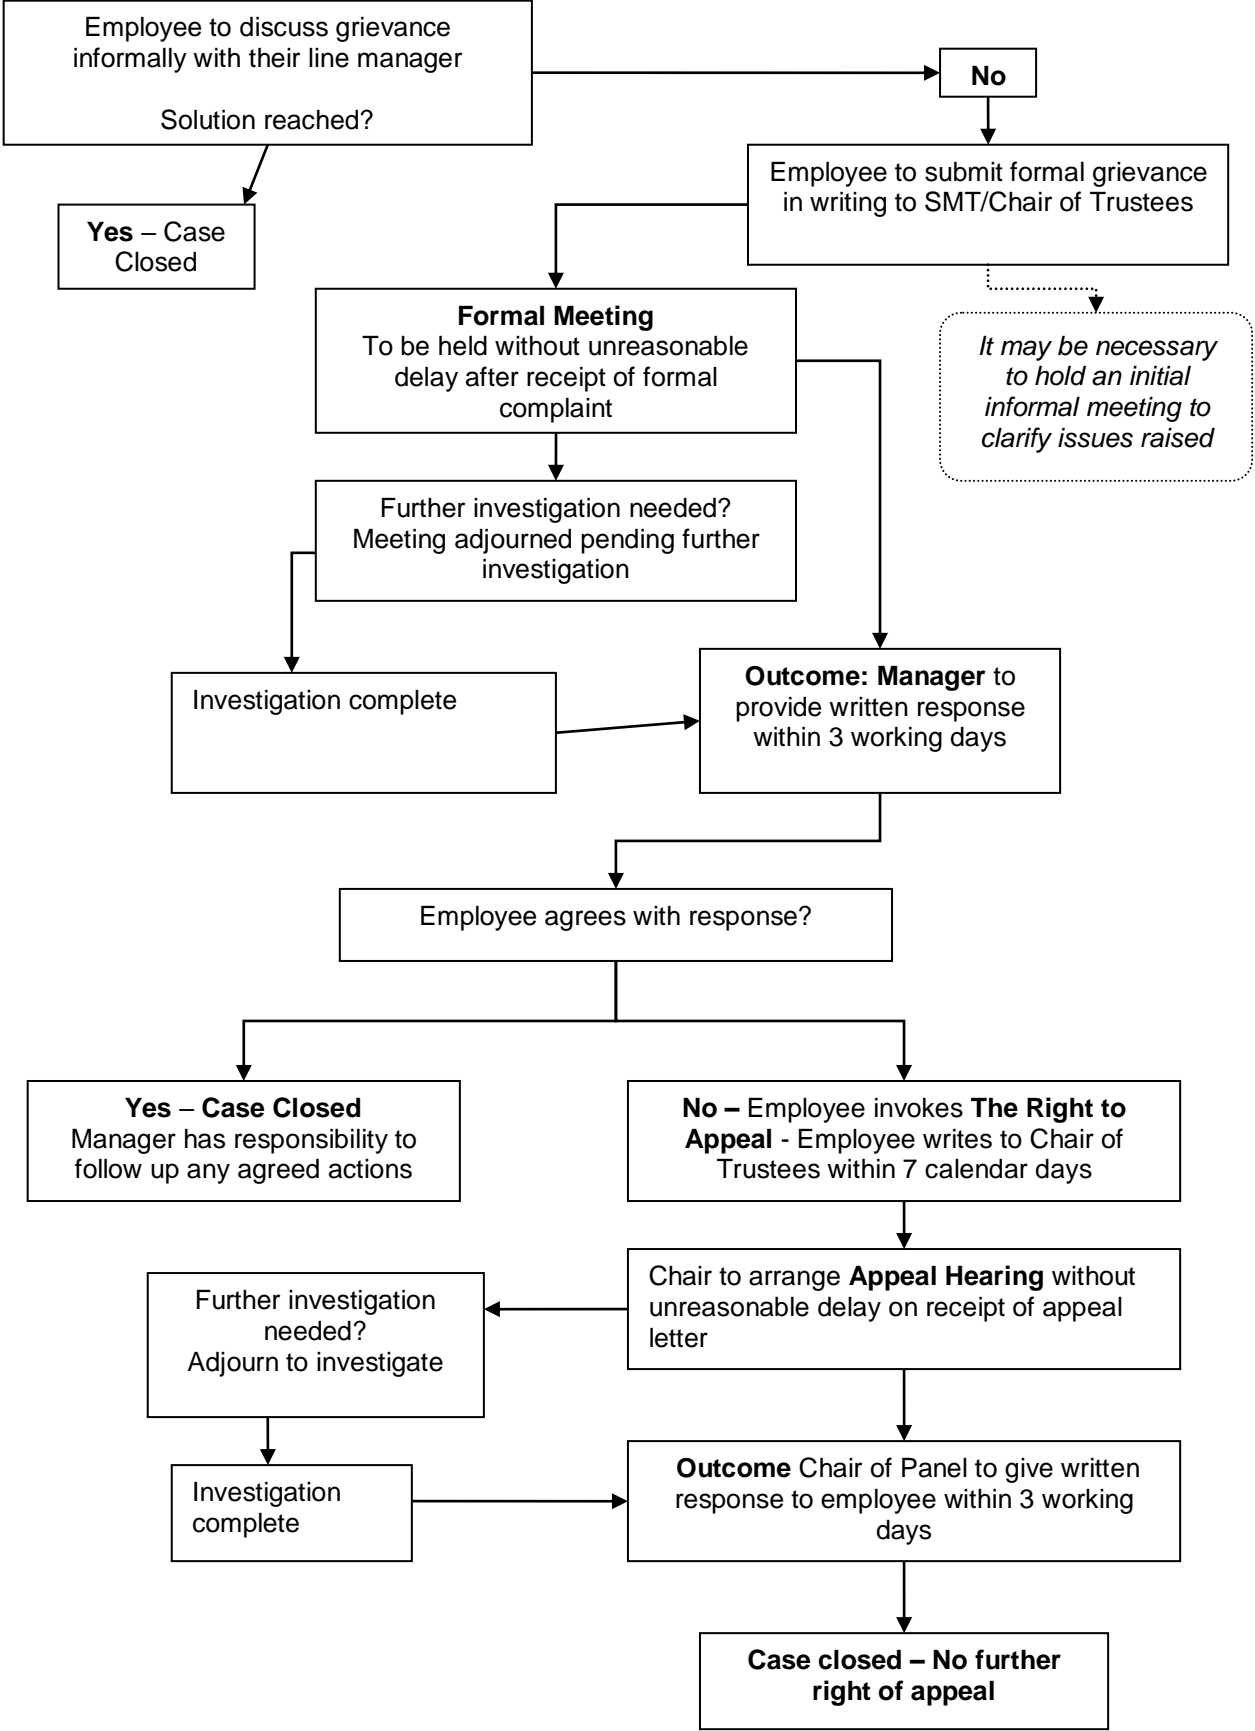 Employee to discuss grievance
informally with their line manager
Solution reached?
No
Employee to submit formal grievance
in writing to SMT/Chair of Trustees
Yes – Case
Closed
Formal Meeting
To be held without unreasonable
delay after receipt of formal
complaint
It may be necessary
to hold an initial
informal meeting to
clarify issues raised
Further investigation needed?
Meeting adjourned pending further
investigation
Investigation complete
Outcome: Manager to
provide written response
within 3 working days
Employee agrees with response?
Yes – Case Closed
Manager has responsibility to
follow up any agreed actions
No – Employee invokes The Right to
Appeal - Employee writes to Chair of
Trustees within 7 calendar days
Chair to arrange Appeal Hearing without
unreasonable delay on receipt of appeal
letter
Further investigation
needed?
Adjourn to investigate
Investigation
complete
Outcome Chair of Panel to give written
response to employee within 3 working
days
Case closed – No further
right of appeal